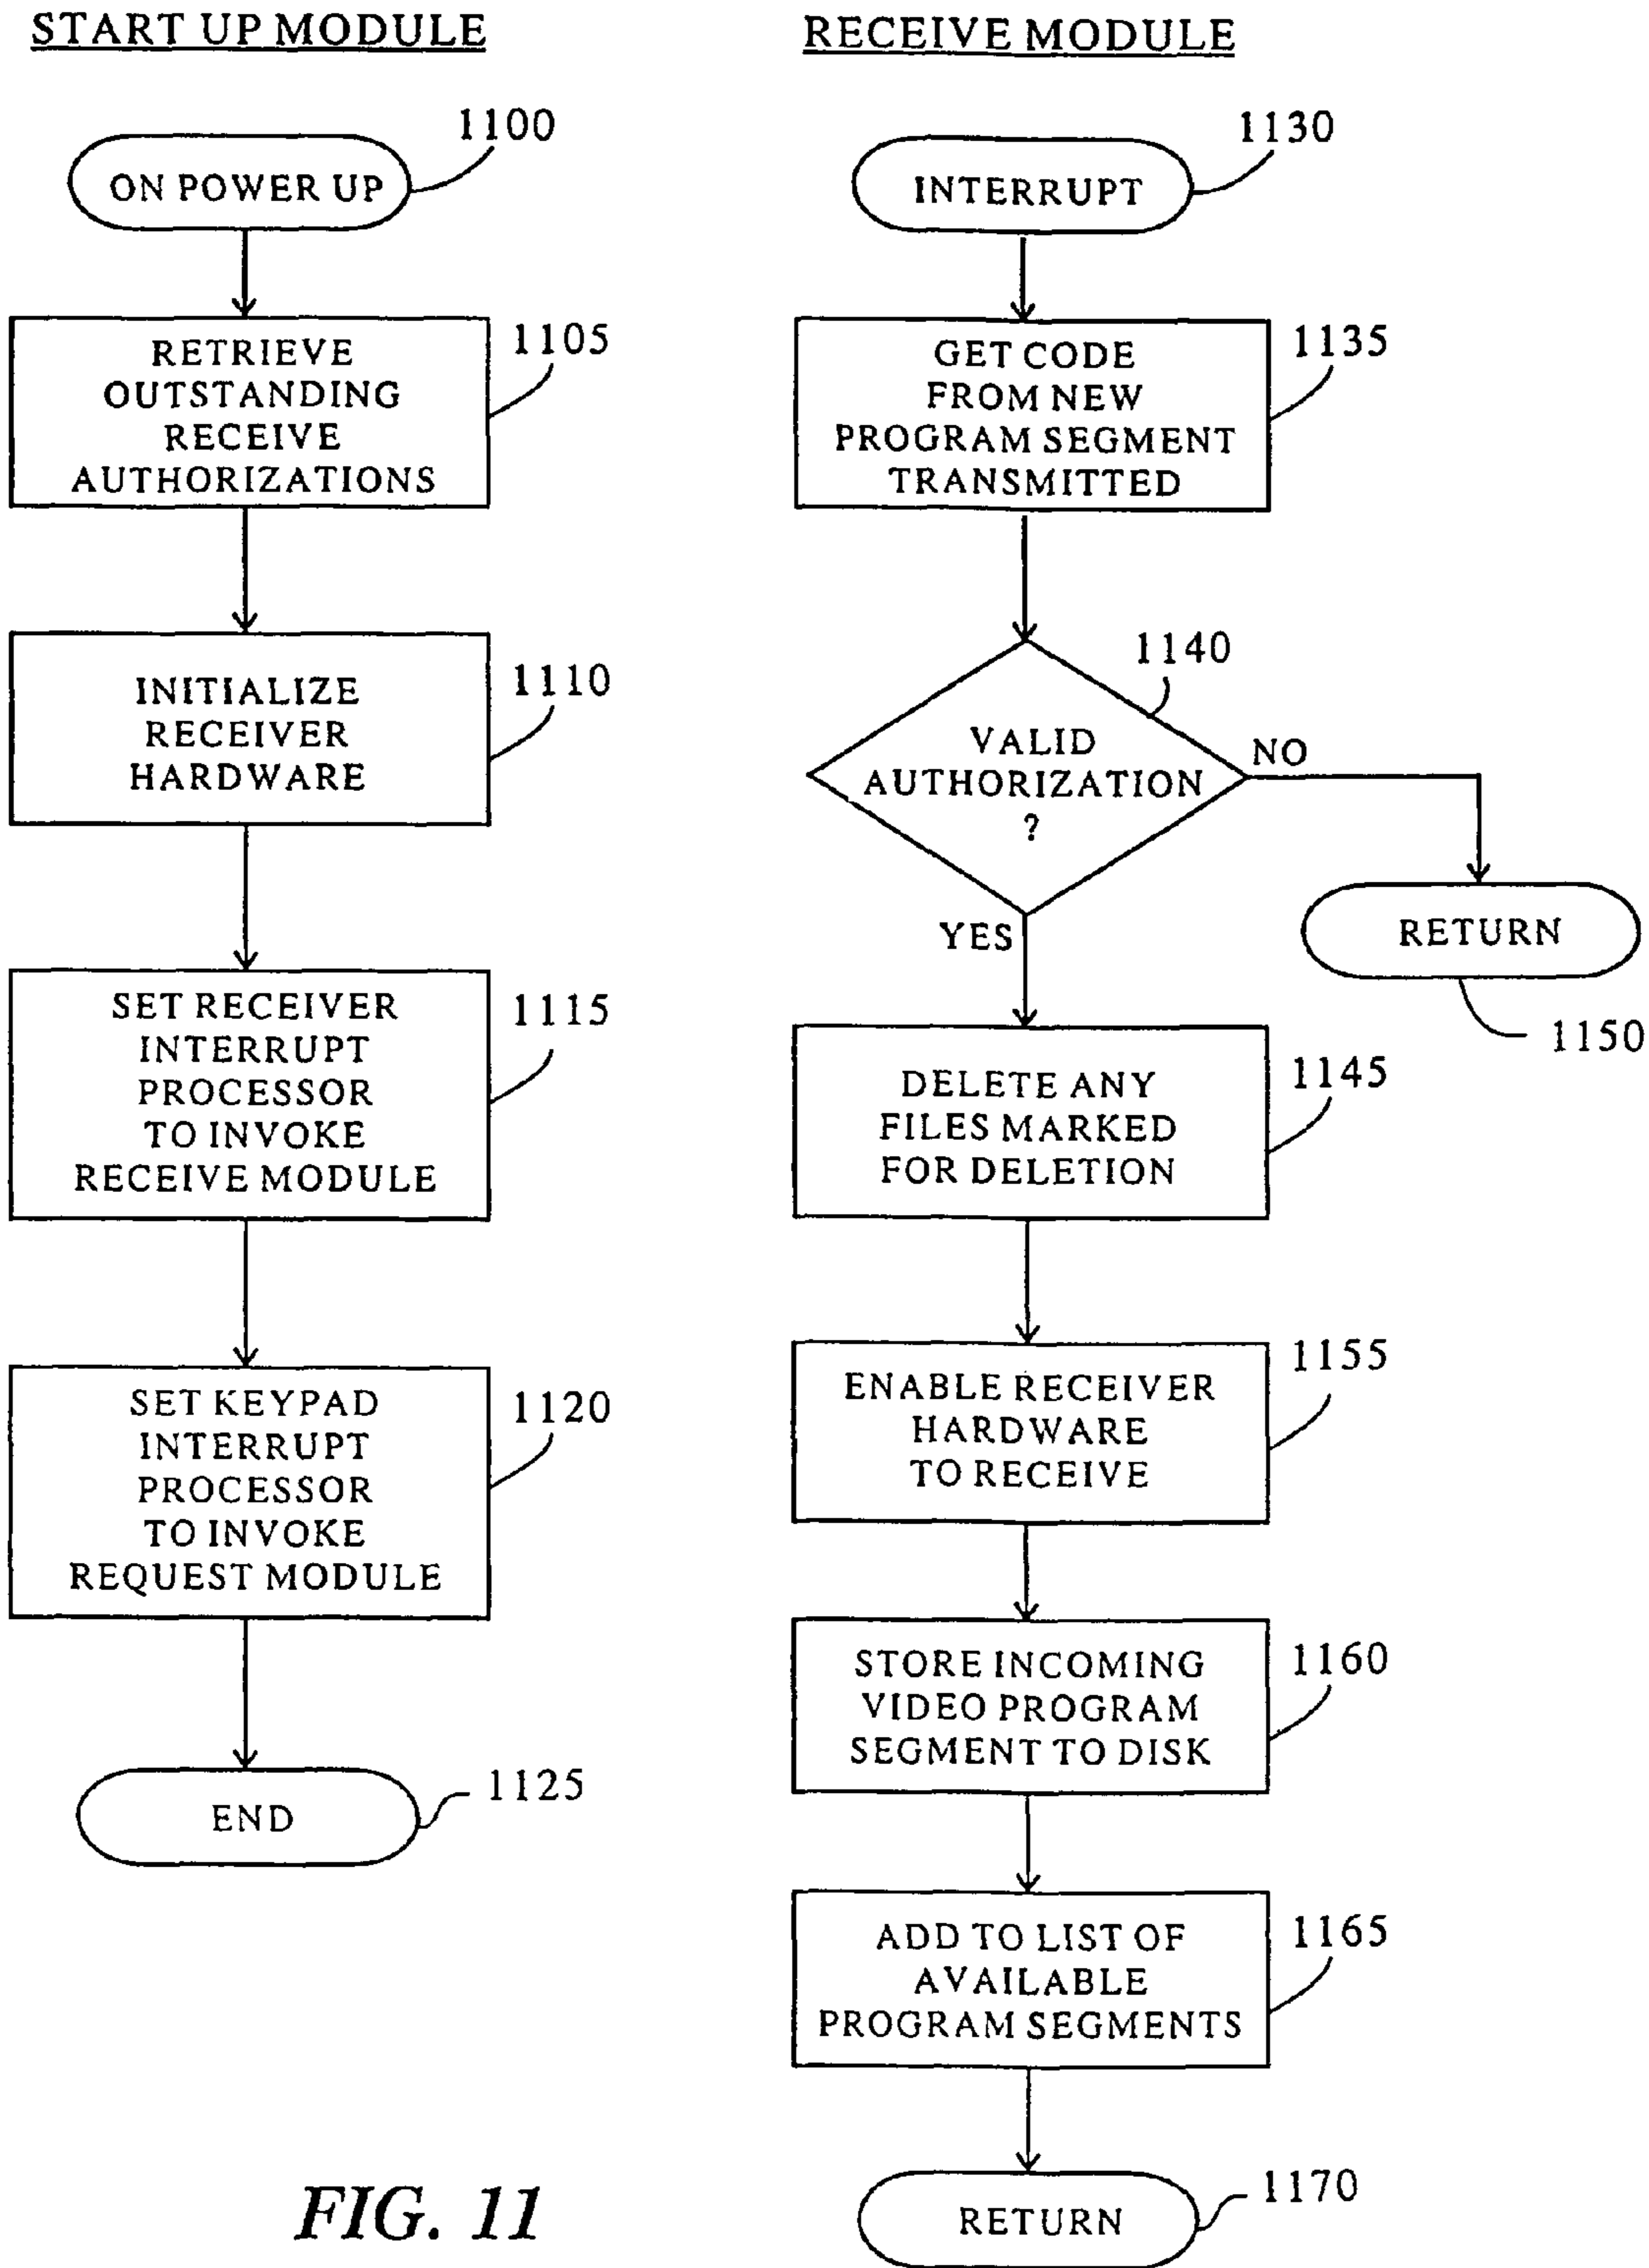 START UP MODULE
1100
ON POWER UP
RETRIEVE
OUTSTANDING
RECEIVE
AUTHORIZATIONS
1105
INITIALIZE
RECEIVER
HARDWARE
1110
SET RECEIVER
INTERRUPT
PROCESSOR
TO INVOKE
RECEIVE MODULE
1115
SET KEYPAD
INTERRUPT
PROCESSOR
TO INVOKE
REQUEST MODULE
1120
END
1125
RECEIVE MODULE
1130
INTERRUPT
GET CODE
FROM NEW
PROGRAM SEGMENT
TRANSMITTED
1135
1140
VALID
AUTHORIZATION
?
NO
RETURN
1150
YES
DELETE ANY
FILES MARKED
FOR DELETION
1145
ENABLE RECEIVER
HARDWARE
TO RECEIVE
1155
STORE INCOMING
VIDEO PROGRAM
SEGMENT TO DISK
1160
ADD TO LIST OF
AVAILABLE
PROGRAM SEGMENTS
1165
RETURN
1170
FIG. 11